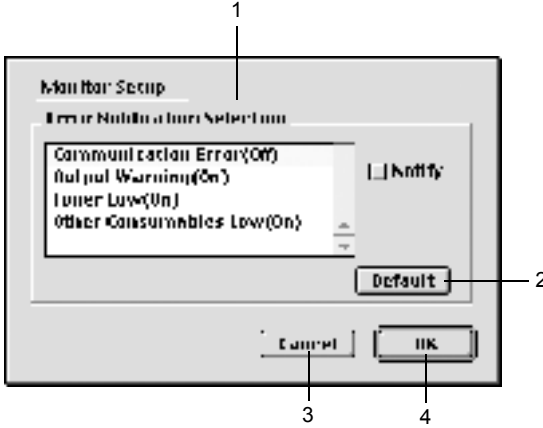 1
Monitor Setup
Error Notification Selection
Communication Error(Off)
Output Warning(On)
Toner Low(On)
Other Consumables Low(On)
Notify
Default
2
Cancel
OK
3
4